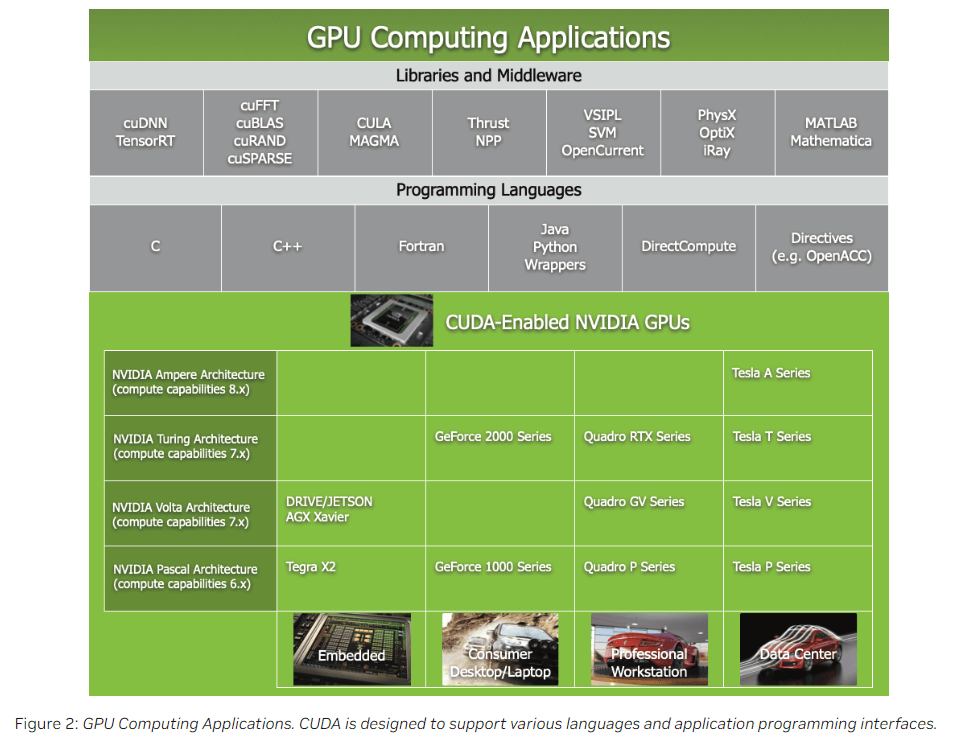 GPU Computing Applications
Libraries and Middleware
cuDNN
TensorRT
cuFFT
cuBLAS
cuRAND
cuSPARSE
CULA
MAGMA
Thrust
NPP
VSIPL
SVM
OpenCurrent
PhysX
OptiX
iRay
MATLAB
Mathematica
Programming Languages
C
C++
Fortran
Java
Python
Wrappers
DirectCompute
Directives
(e.g. OpenACC)
CUDA-Enabled NVIDIA GPUs
NVIDIA Ampere Architecture
(compute capabilities 8.x)
Tesla A Series
NVIDIA Turing Architecture
(compute capabilities 7.x)
GeForce 2000 Series
Quadro RTX Series
Tesla T Series
NVIDIA Volta Architecture
(compute capabilities 7.x)
DRIVE/JETSON
AGX Xavier
Quadro GV Series
Tesla V Series
NVIDIA Pascal Architecture
(compute capabilities 6.x)
Tegra X2
GeForce 1000 Series
Quadro P Series
Tesla P Series
Embedded
Consumer
Desktop/Laptop
Professional
Workstation
Data Center
Figure 2: GPU Computing Applications. CUDA is designed to support various languages and application programming interfaces.